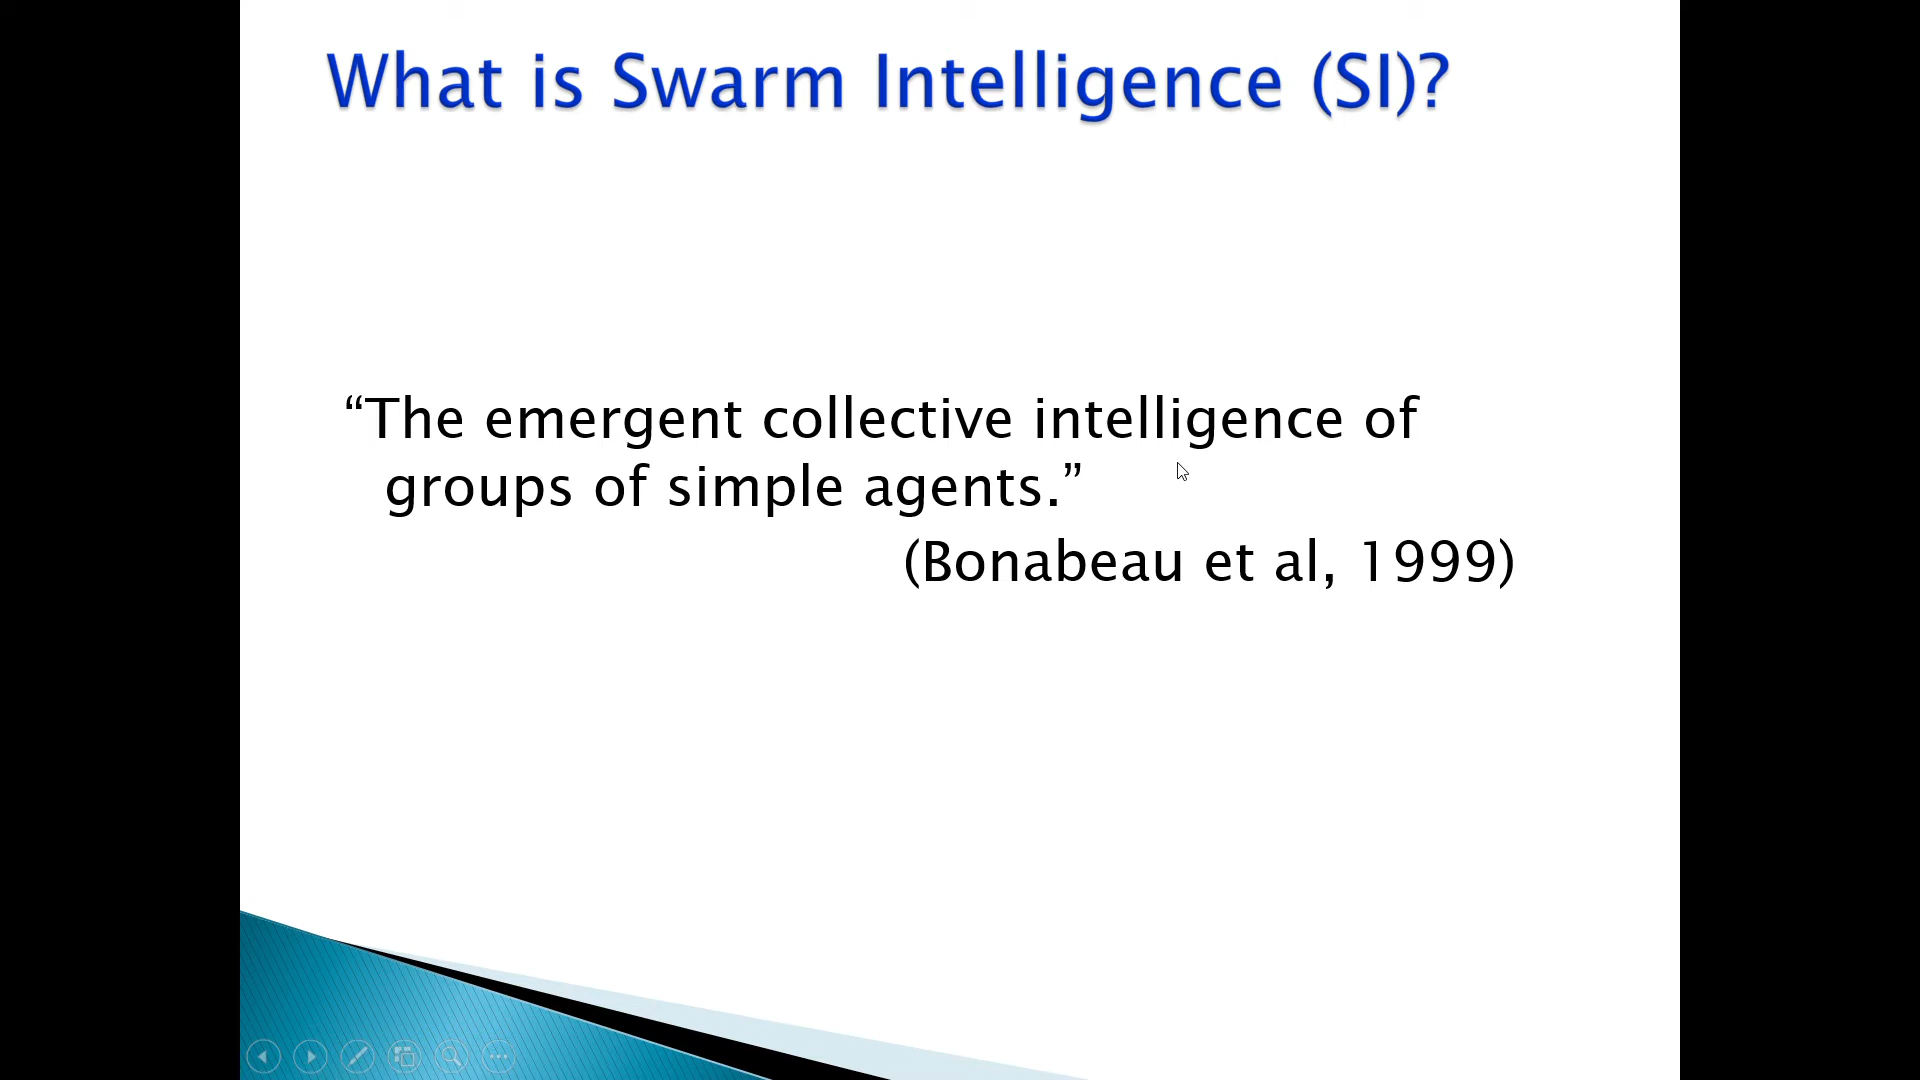 What is Swarm Intelligence (SI)?
“The emergent collective intelligence of
groups of simple agents.”
(Bonabeau et al, 1999)